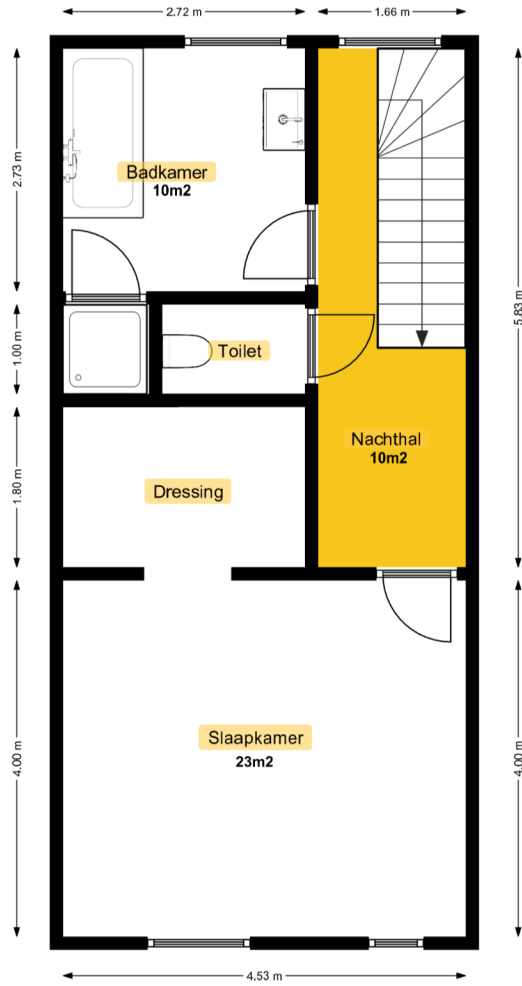 2.72 m
1.66 m
2.73 m
Badkamer
10m2
5.83 m
1.00 m
Toilet
Nachthal
10m2
1.80 m
Dressing
Slaapkamer
23m2
4.00 m
4.00 m
4.53 m